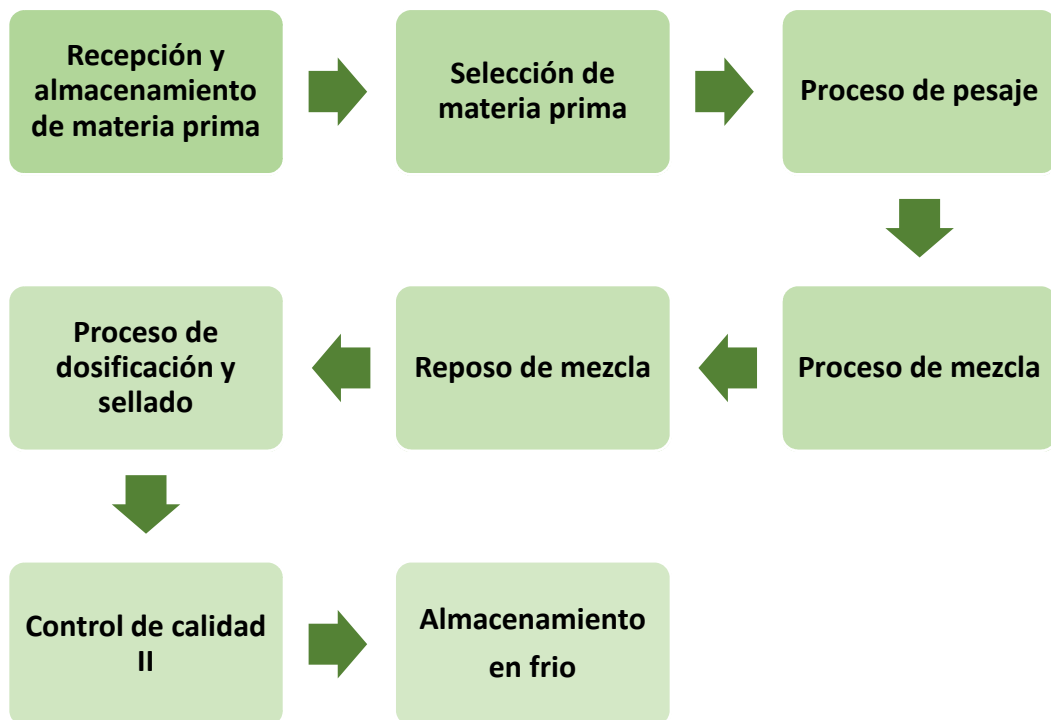 Recepción y
almacenamiento
de materia prima
Selección de
materia prima
Proceso de pesaje
Proceso de mezcla
Reposo de mezcla
Proceso de
dosificación y
sellado
Control de calidad
II
Almacenamiento
en frio